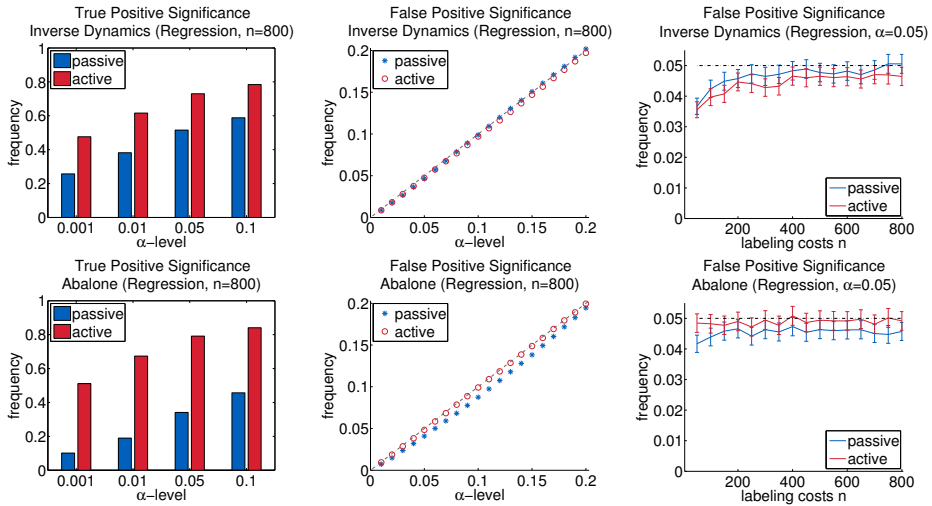 True Positive Significance
Inverse Dynamics (Regression, n=800)
1
0.8
0.6
0.4
0.2
0
frequency
passive
active
0.001 0.01 0.05 0.1
α−level
False Positive Significance
Inverse Dynamics (Regression, n=800)
0.2
0.15
0.1
0.05
frequency
passive
active
0.05 0.1 0.15 0.2
α−level
False Positive Significance
Inverse Dynamics (Regression, α=0.05)
0.05
0.04
0.03
0.02
0.01
0
frequency
passive
active
0 200 400 600 800
labeling costs n
True Positive Significance
Abalone (Regression, n=800)
1
0.8
0.6
0.4
0.2
0
frequency
passive
active
0.001 0.01 0.05 0.1
α−level
False Positive Significance
Abalone (Regression, n=800)
0.2
0.15
0.1
0.05
frequency
passive
active
0.05 0.1 0.15 0.2
α−level
False Positive Significance
Abalone (Regression, α=0.05)
0.05
0.04
0.03
0.02
0.01
0
frequency
passive
active
0 200 400 600 800
labeling costs n